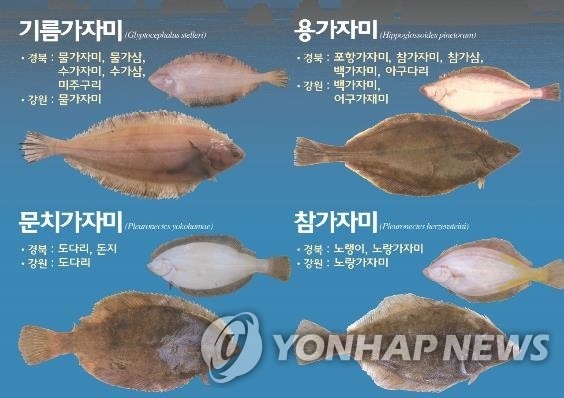 기름가자미 (Glyptocephalus stelleri)
• 경북 : 물가자미, 물가삼,
수가자미, 수가삼,
미주구리
• 강원 : 물가자미
용가자미 (Hippoglossoides pinetorum)
• 경북 : 포항가자미, 참가자미, 참가삼,
백가자미, 아구다리
• 강원 : 백가자미,
어구가재미
문치가자미 (Pleuronectes yokohamae)
• 경북 : 도다리, 돈지
• 강원 : 도다리
참가자미 (Pleuronectes herzensteini)
• 경북 : 노랭이, 노랑가자미
• 강원 : 노랑가자미
YONHAP NEWS